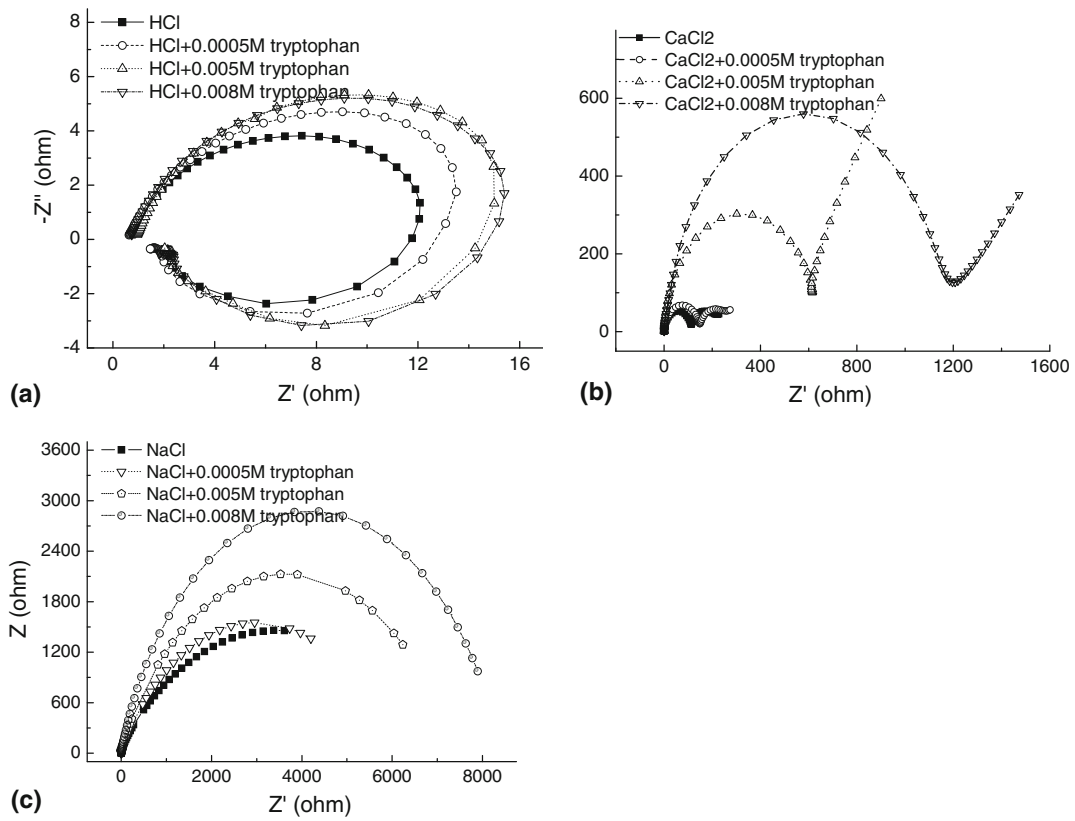 8
6
4
2
0
-2
-4
-Z" (ohm)
HCl
HCl+0.0005M tryptophan
HCl+0.005M tryptophan
HCl+0.008M tryptophan
0 4 8 12 16
Z' (ohm)
(a)
600
400
200
0
-Z" (ohm)
CaCl2
CaCl2+0.0005M tryptophan
CaCl2+0.005M tryptophan
CaCl2+0.008M tryptophan
0 400 800 1200 1600
Z' (ohm)
(b)
3600
3000
2400
1800
1200
600
0
Z (ohm)
NaCl
NaCl+0.0005M tryptophan
NaCl+0.005M tryptophan
NaCl+0.008M tryptophan
0 2000 4000 6000 8000
Z' (ohm)
(c)